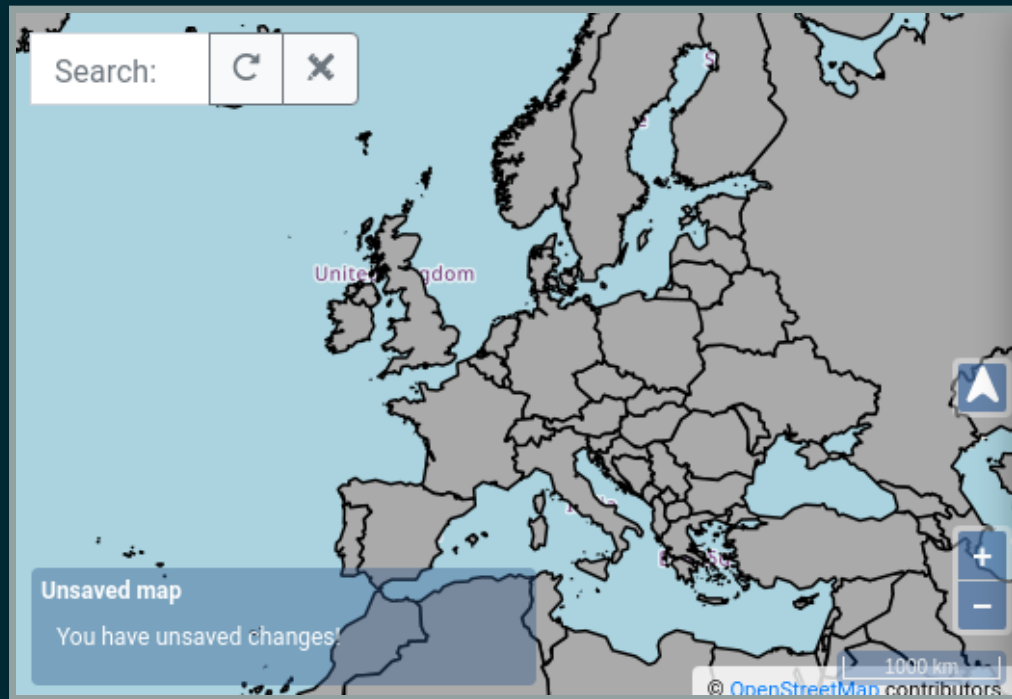 Search:
Unsaved map
You have unsaved changes!
+
−
1000 km
© OpenStreetMap contributors